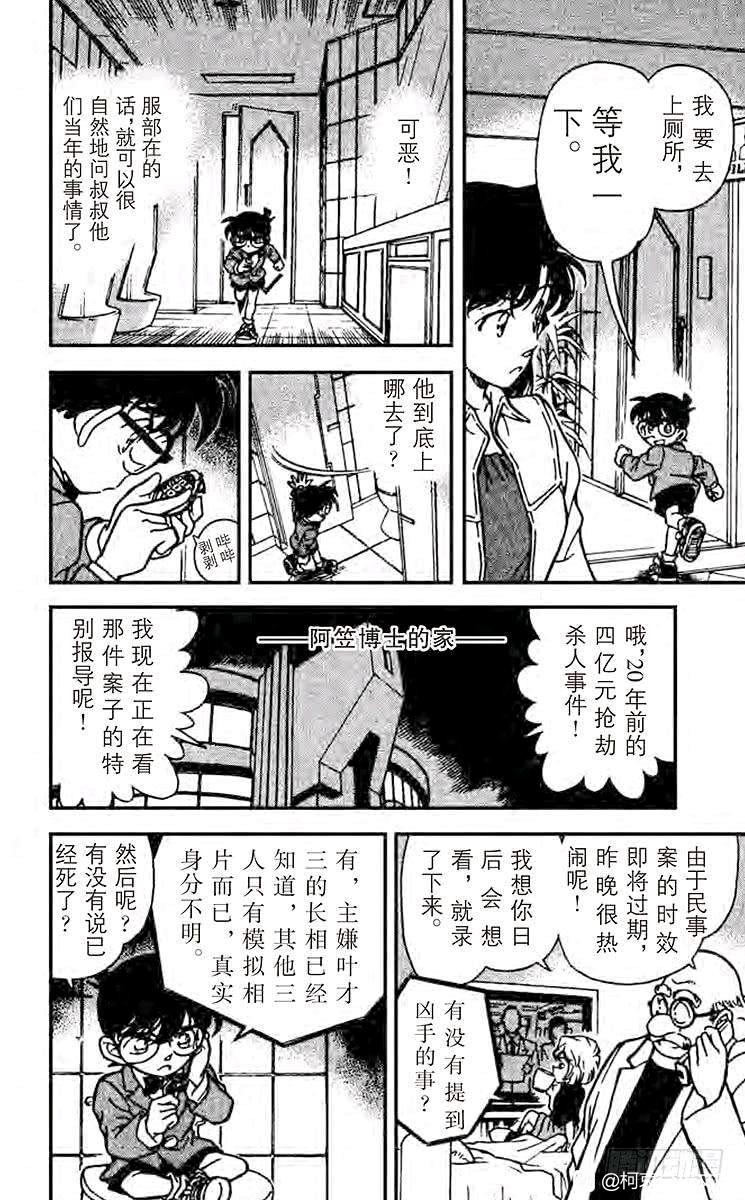 我要去
上厕所，
等我一
下。
可恶！
服部在的
话，就可以很
自然地问叔叔他
们当年的事情了。
他到底上
哪去了？
哔哔
剥剥
——阿笠博士的家——
哦，20年前的
四亿元抢劫
杀人事件！
我现在正在看
那件案子的特
别报导呢！
由于民事
案的时效
即将过期，
昨晚很热
闹呢！
我想你日
后会想
看，就录
了下来。
有没有提到
凶手的事？
有，主嫌叶才
三的长相已经
知道，其他三
人只有模拟相
片而已，真实
身分不明。
然后呢？
有没有说已
经死了？